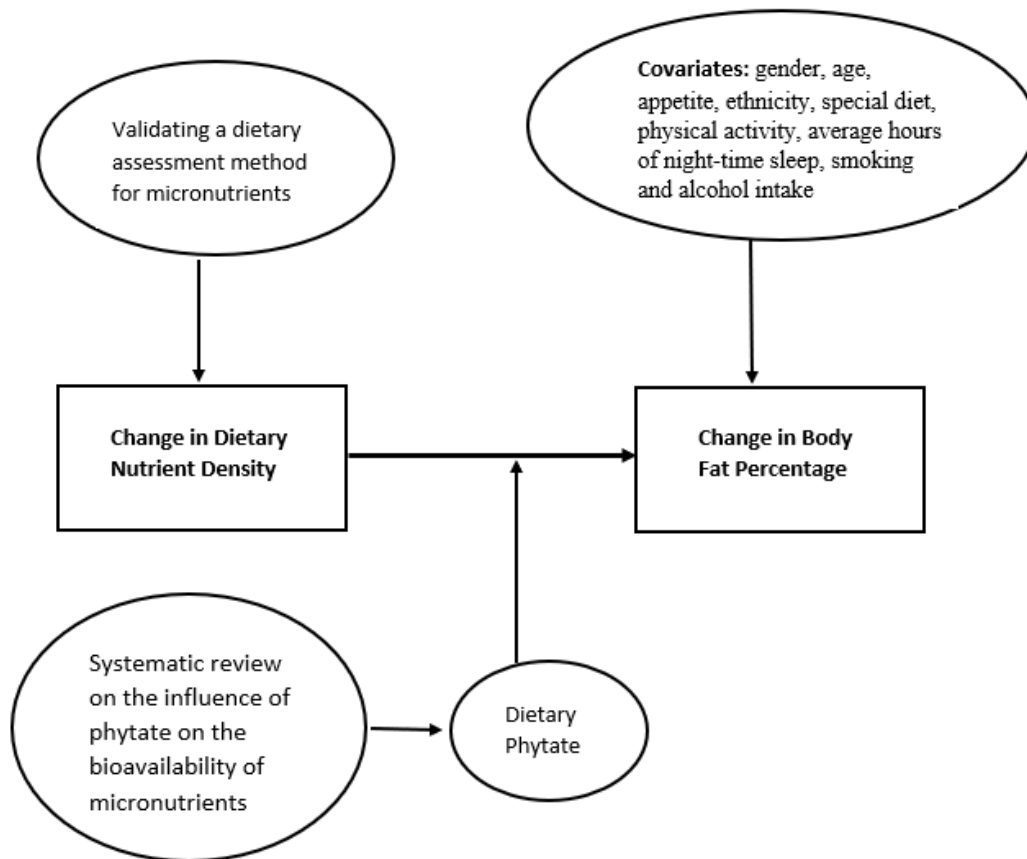 Validating a dietary
assessment method
for micronutrients
Covariates: gender, age,
appetite, ethnicity, special diet,
physical activity, average hours
of night-time sleep, smoking
and alcohol intake
Change in Dietary
Nutrient Density
Change in Body
Fat Percentage
Systematic review
on the influence of
phytate on the
bioavailability of
micronutrients
Dietary
Phytate